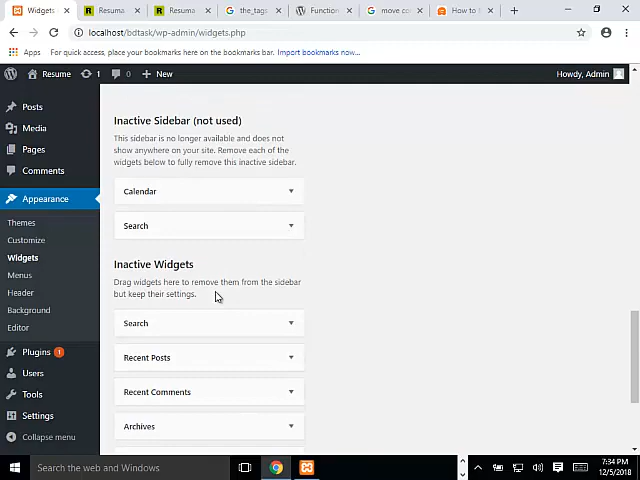 Widgets
Resuma
Resuma
the_tags
Function
move co
How to f
localhost/bdtask/wp-admin/widgets.php
Apps For quick access, place your bookmarks here on the bookmarks bar. Import bookmarks now...
Resume 1 0 New Howdy, Admin
Posts
Media
Pages
Comments
Appearance
Themes
Customize
Widgets
Menus
Header
Background
Editor
Plugins 1
Users
Tools
Settings
Collapse menu
Inactive Sidebar (not used)
This sidebar is no longer available and does
not show anywhere on your site. Remove each of the
widgets below to fully remove this inactive sidebar.
Calendar
Search
Inactive Widgets
Drag widgets here to remove them from the sidebar
but keep their settings.
Search
Recent Posts
Recent Comments
Archives
Search the web and Windows
7:34 PM
12/5/2018